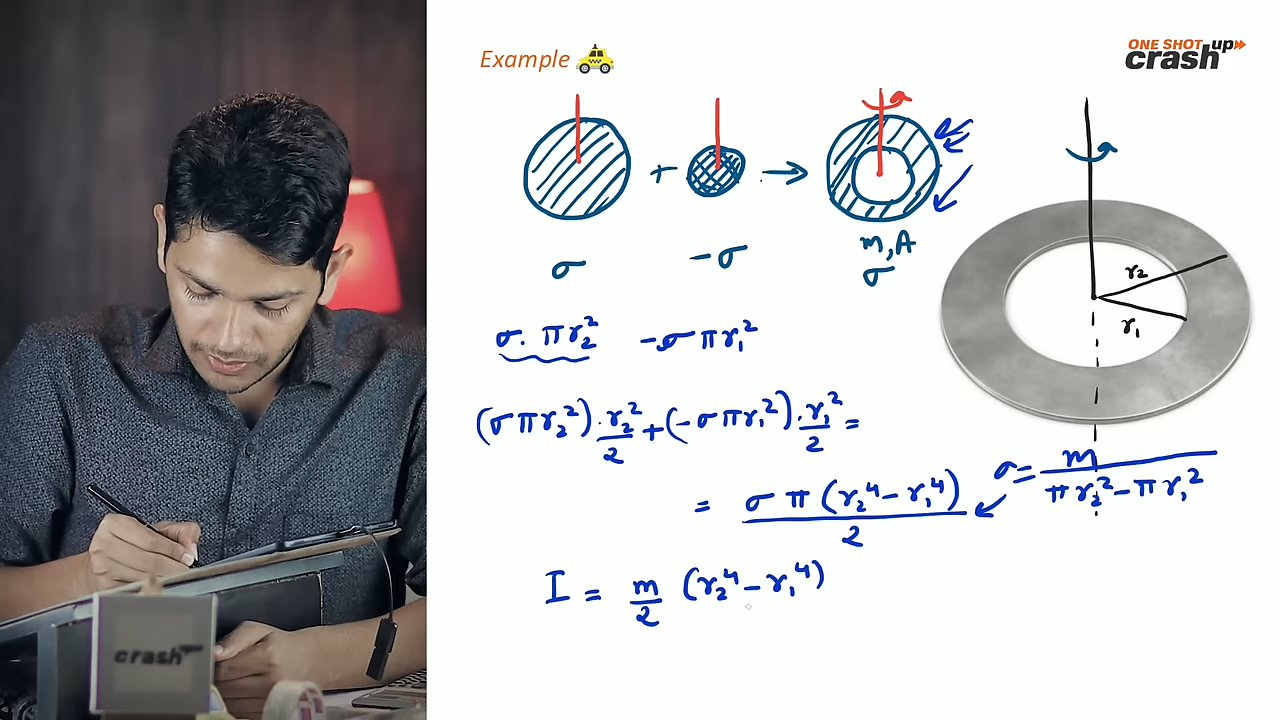 Example
ONE SHOT
crash up
+ →
σ -σ m, A
σ
r₂
r₁
σ. πr₂² -σπr₁²
(σπr₂²).r₂²/2 + (-σπr₁²).r₁²/2 =
= σπ(r₂⁴-r₁⁴)/2 σ = m/(πr₂²-πr₁²)
I = m/2 (r₂⁴-r₁⁴)
crash